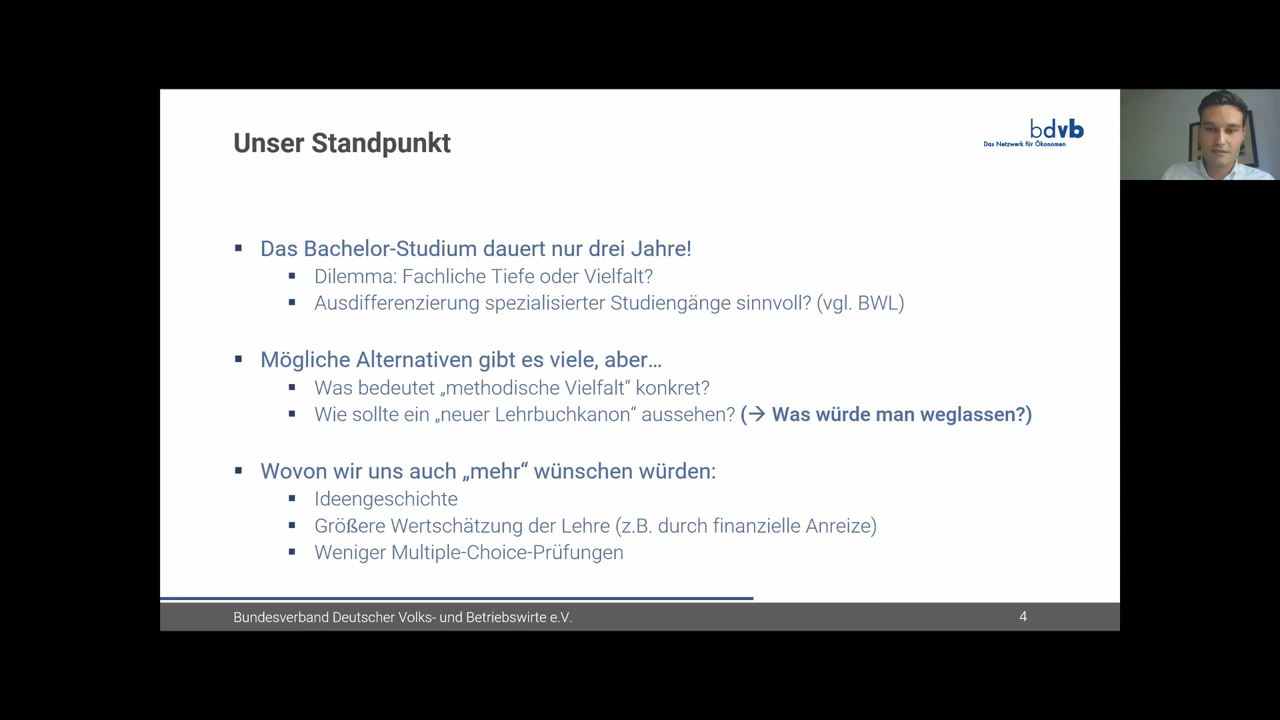 Unser Standpunkt
bdvb
Das Netzwerk für Ökonomen
▪ Das Bachelor-Studium dauert nur drei Jahre!
▪ Dilemma: Fachliche Tiefe oder Vielfalt?
▪ Ausdifferenzierung spezialisierter Studiengänge sinnvoll? (vgl. BWL)
▪ Mögliche Alternativen gibt es viele, aber…
▪ Was bedeutet „methodische Vielfalt“ konkret?
▪ Wie sollte ein „neuer Lehrbuchkanon“ aussehen? (→ Was würde man weglassen?)
▪ Wovon wir uns auch „mehr“ wünschen würden:
▪ Ideengeschichte
▪ Größere Wertschätzung der Lehre (z.B. durch finanzielle Anreize)
▪ Weniger Multiple-Choice-Prüfungen
Bundesverband Deutscher Volks- und Betriebswirte e.V.
4